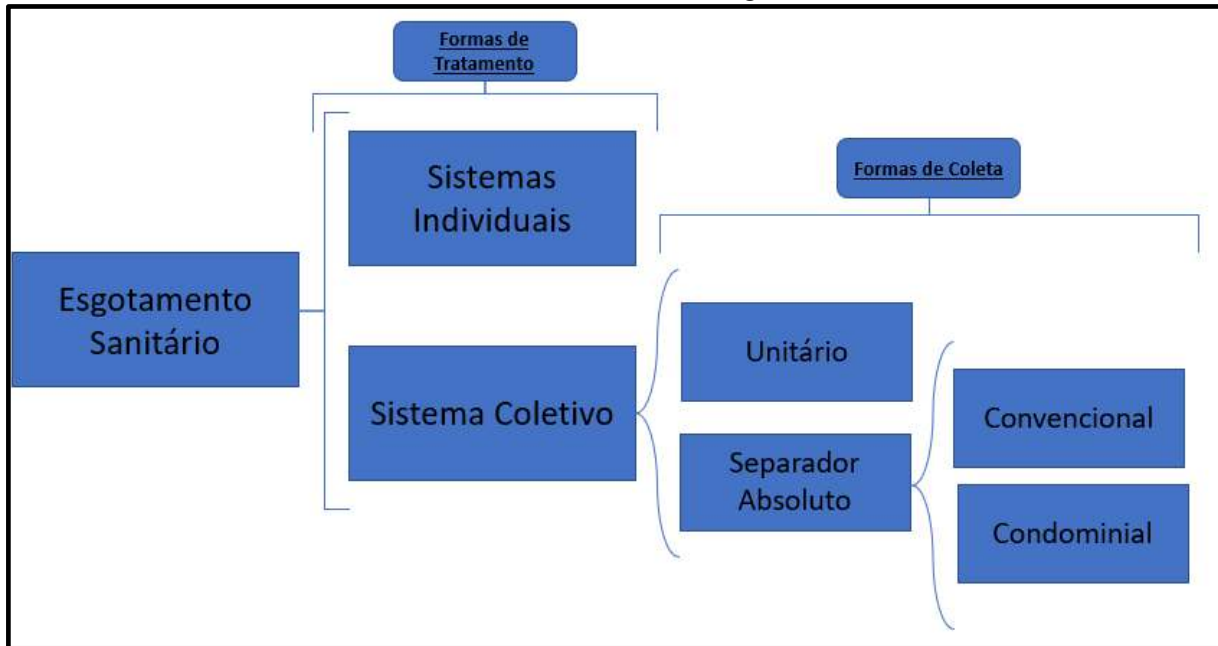 Formas de
Tratamento
Sistemas
Individuais
Formas de Coleta
Esgotamento
Sanitário
Unitário
Sistema Coletivo
Convencional
Separador
Absoluto
Condominial